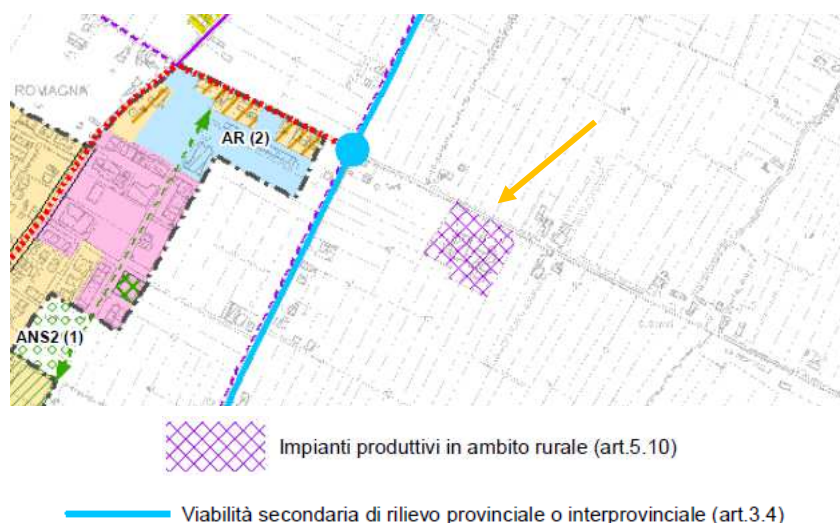 ROMAGNA
AR (2)
ANS2 (1)
Impianti produttivi in ambito rurale (art.5.10)
Viabilità secondaria di rilievo provinciale o interprovinciale (art.3.4)